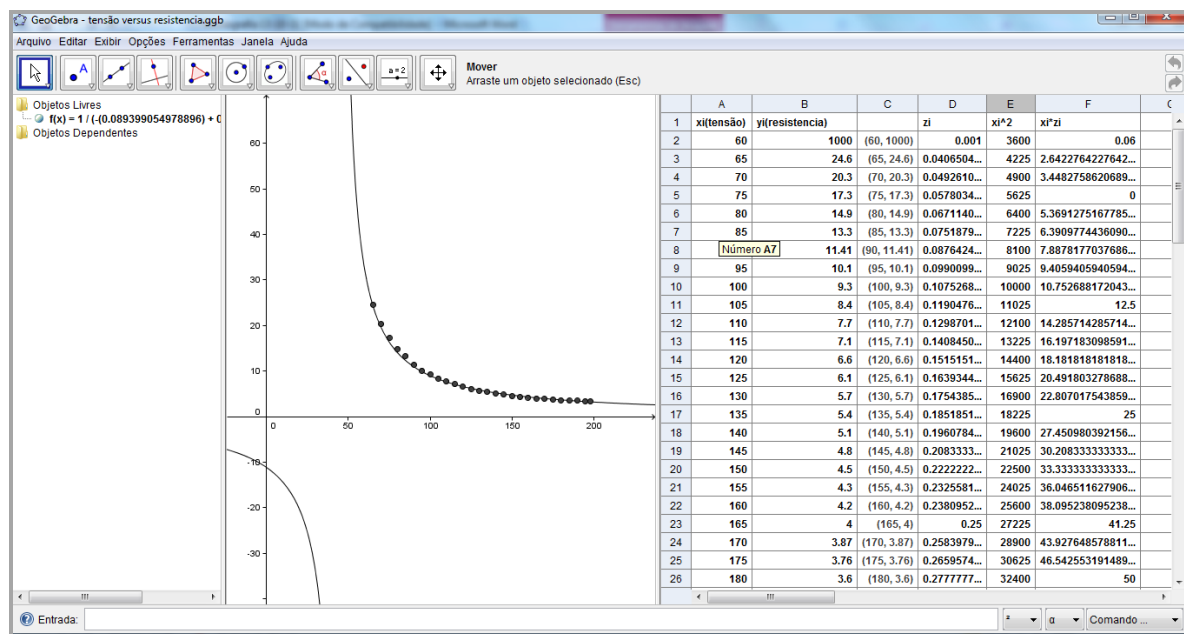 GeoGebra - tensão versus resistencia.ggb
Arquivo Editar Exibir Opções Ferramentas Janela Ajuda
A
α
a=2
Mover
Arraste um objeto selecionado (Esc)
Objetos Livres
f(x) = 1 / (-(0.089399054978896) + 0
Objetos Dependentes
60
50
40
30
20
10
0
-10
-20
-30
0 50 100 150 200
A B C D E F
1 xi(tensão) yi(resistencia) zi xi^2 xi*zi
2 60 1000 (60, 1000) 0.001 3600 0.06
3 65 24.6 (65, 24.6) 0.0406504... 4225 2.6422764227642...
4 70 20.3 (70, 20.3) 0.0492610... 4900 3.4482758620689...
5 75 17.3 (75, 17.3) 0.0578034... 5625 0
6 80 14.9 (80, 14.9) 0.0671140... 6400 5.3691275167785...
7 85 13.3 (85, 13.3) 0.0751879... 7225 6.3909774436090...
8 Número A7 11.41 (90, 11.41) 0.0876424... 8100 7.8878177037686...
9 95 10.1 (95, 10.1) 0.0990099... 9025 9.4059405940594...
10 100 9.3 (100, 9.3) 0.1075268... 10000 10.752688172043...
11 105 8.4 (105, 8.4) 0.1190476... 11025 12.5
12 110 7.7 (110, 7.7) 0.1298701... 12100 14.285714285714...
13 115 7.1 (115, 7.1) 0.1408450... 13225 16.197183098591...
14 120 6.6 (120, 6.6) 0.1515151... 14400 18.181818181818...
15 125 6.1 (125, 6.1) 0.1639344... 15625 20.491803278688...
16 130 5.7 (130, 5.7) 0.1754385... 16900 22.807017543859...
17 135 5.4 (135, 5.4) 0.1851851... 18225 25
18 140 5.1 (140, 5.1) 0.1960784... 19600 27.450980392156...
19 145 4.8 (145, 4.8) 0.2083333... 21025 30.208333333333...
20 150 4.5 (150, 4.5) 0.2222222... 22500 33.333333333333...
21 155 4.3 (155, 4.3) 0.2325581... 24025 36.046511627906...
22 160 4.2 (160, 4.2) 0.2380952... 25600 38.095238095238...
23 165 4 (165, 4) 0.25 27225 41.25
24 170 3.87 (170, 3.87) 0.2583979... 28900 43.927648578811...
25 175 3.76 (175, 3.76) 0.2659574... 30625 46.542553191489...
26 180 3.6 (180, 3.6) 0.2777777... 32400 50
Entrada: ² α Comando ...